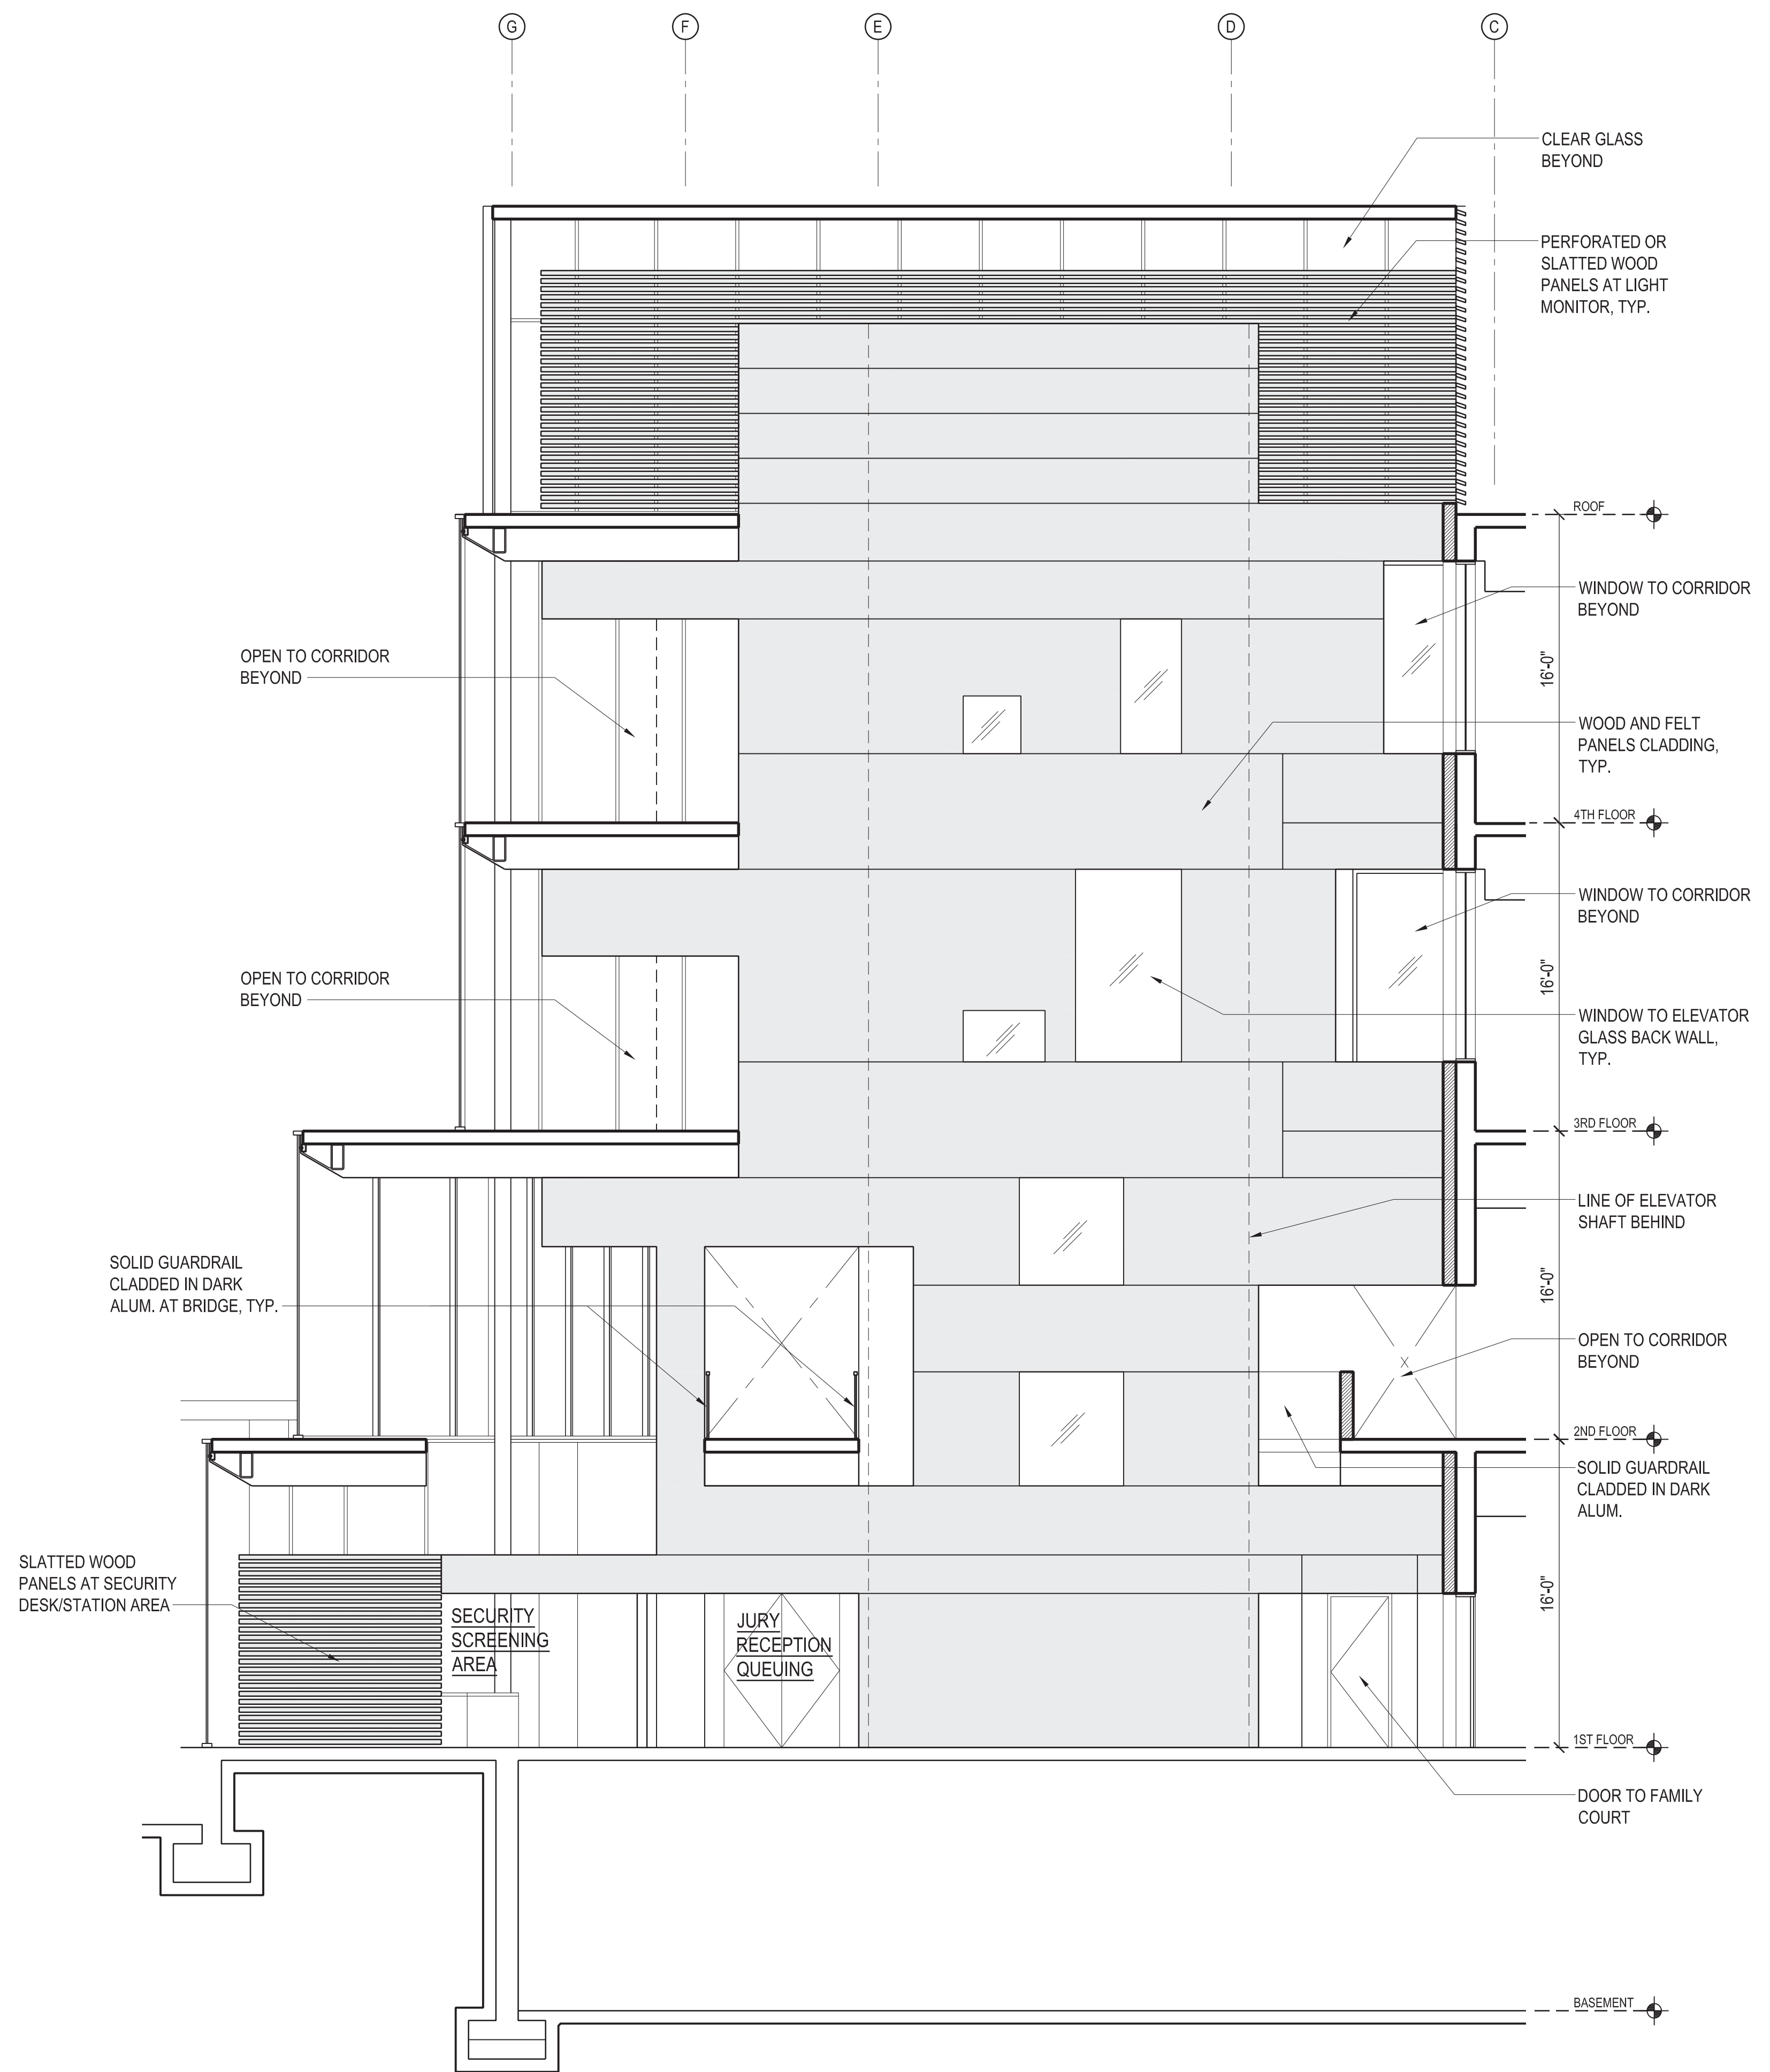 G
F
E
D
C
CLEAR GLASS
BEYOND
PERFORATED OR
SLATTED WOOD
PANELS AT LIGHT
MONITOR, TYP.
ROOF
WINDOW TO CORRIDOR
BEYOND
OPEN TO CORRIDOR
BEYOND
16'-0"
WOOD AND FELT
PANELS CLADDING,
TYP.
4TH FLOOR
WINDOW TO CORRIDOR
BEYOND
OPEN TO CORRIDOR
BEYOND
16'-0"
WINDOW TO ELEVATOR
GLASS BACK WALL,
TYP.
3RD FLOOR
LINE OF ELEVATOR
SHAFT BEHIND
SOLID GUARDRAIL
CLADDED IN DARK
ALUM. AT BRIDGE, TYP.
16'-0"
OPEN TO CORRIDOR
BEYOND
2ND FLOOR
SOLID GUARDRAIL
CLADDED IN DARK
ALUM.
SLATTED WOOD
PANELS AT SECURITY
DESK/STATION AREA
16'-0"
SECURITY
SCREENING
AREA
JURY
RECEPTION
QUEUING
1ST FLOOR
DOOR TO FAMILY
COURT
BASEMENT